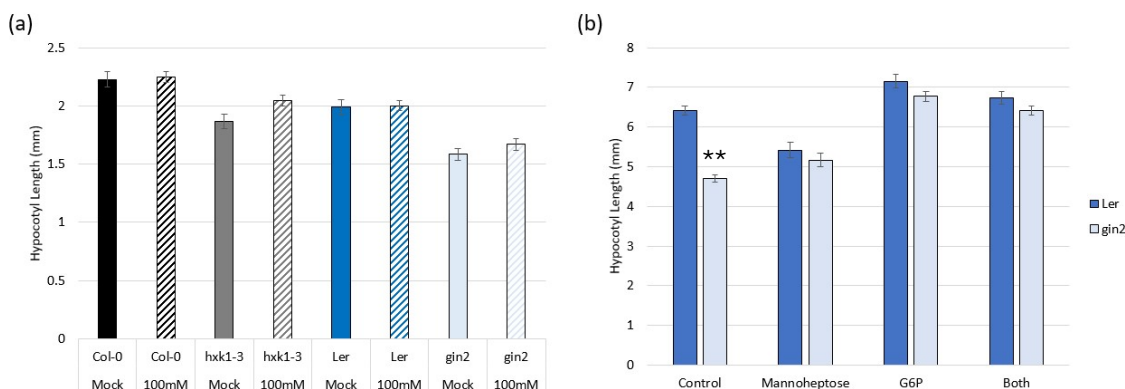 (a)
Hypocotyl Length (mm)
2.5
2
1.5
1
0.5
0
Col-0 Col-0 hxk1-3 hxk1-3 Ler Ler gin2 gin2
Mock 100mM Mock 100mM Mock 100mM Mock 100mM
(b)
Hypocotyl Length (mm)
8
7
6
5
4
3
2
1
0
**
Control Mannoheptose G6P Both
Ler
gin2